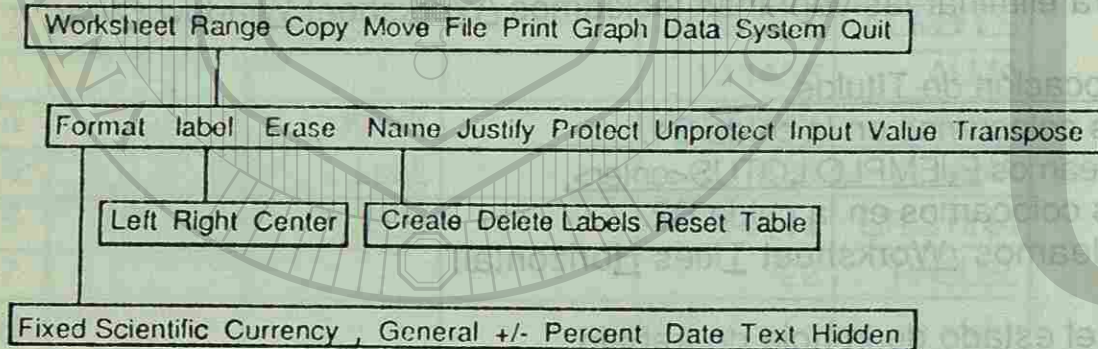 Worksheet Range Copy Move File Print Graph Data System Quit
Format label Erase Name Justify Protect Unprotect Input Value Transpose
Left Right Center
Create Delete Labels Reset Table
Fixed Scientific Currency , General +/- Percent Date Text Hidden